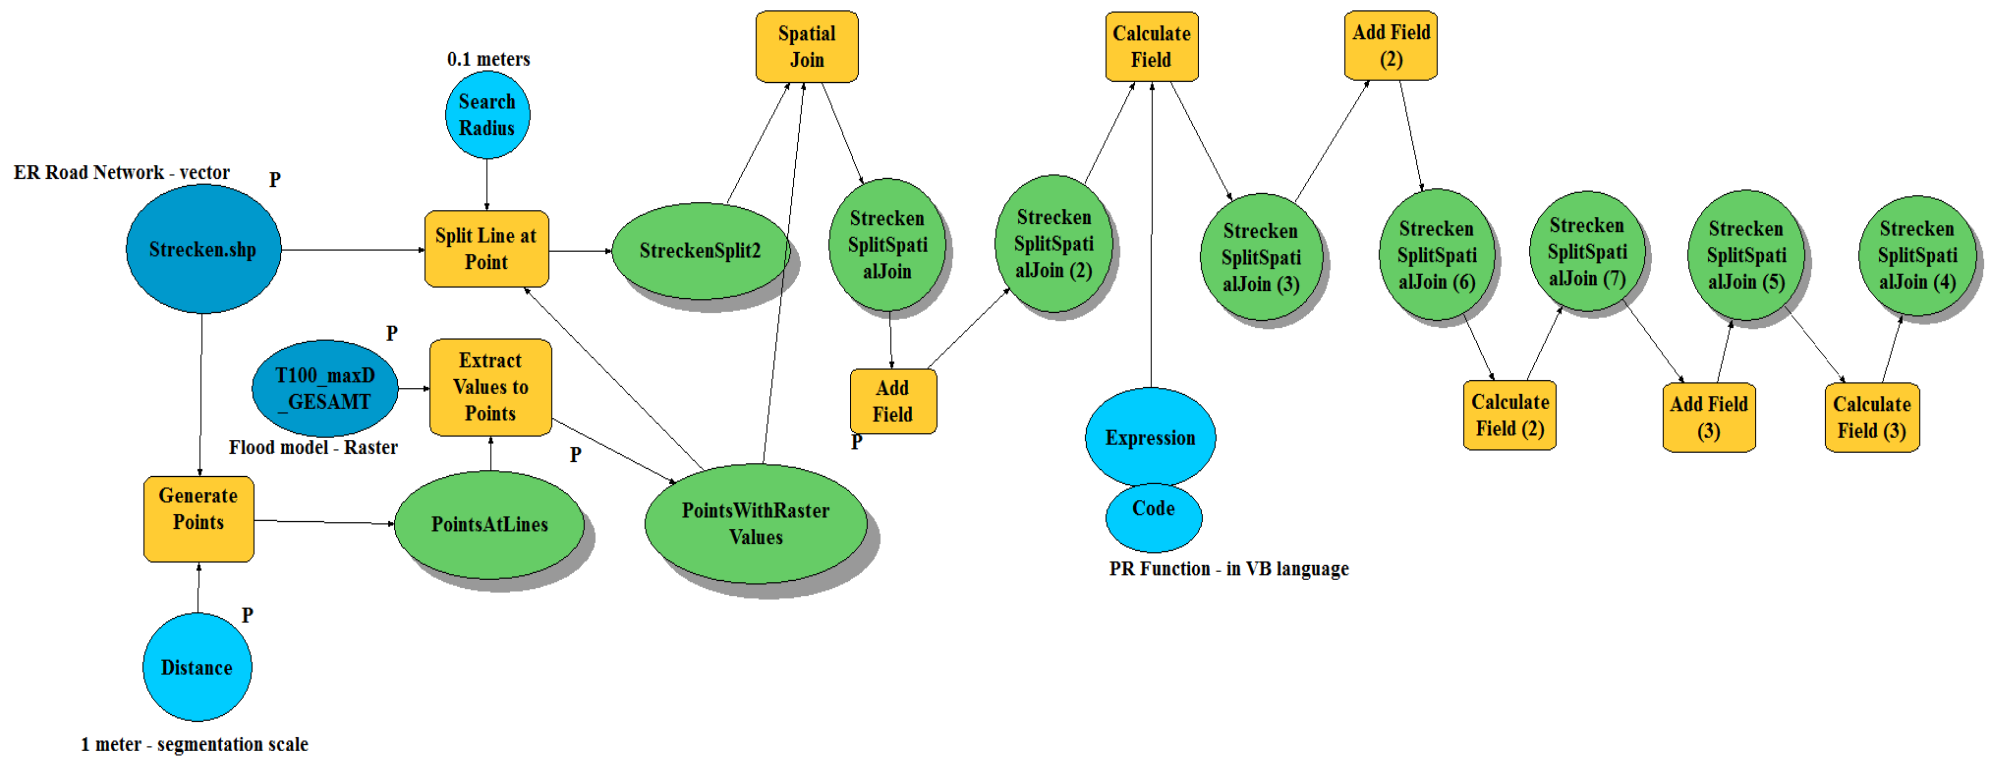 Spatial
Join
Calculate
Field
Add Field
(2)
0.1 meters
Search
Radius
ER Road Network - vector
P
Strecken.shp
Split Line at
Point
StreckenSplit2
Strecken
SplitSpati
alJoin
Strecken
SplitSpati
alJoin (2)
Strecken
SplitSpati
alJoin (3)
Strecken
SplitSpati
alJoin (6)
Strecken
SplitSpati
alJoin (7)
Strecken
SplitSpati
alJoin (5)
Strecken
SplitSpati
alJoin (4)
P
T100_maxD
_GESAMT
Flood model - Raster
Extract
Values to
Points
P
Add
Field
P
Expression
Code
PR Function - in VB language
Calculate
Field (2)
Add Field
(3)
Calculate
Field (3)
Generate
Points
PointsAtLines
PointsWithRaster
Values
P
Distance
1 meter - segmentation scale